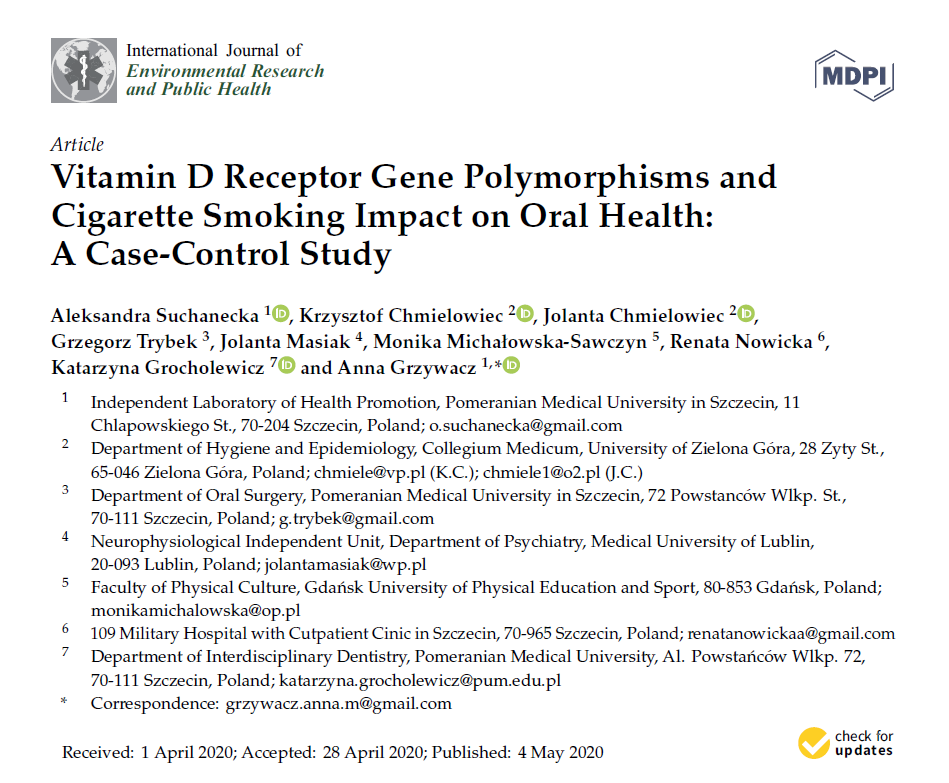 International Journal of
Environmental Research
and Public Health
MDPI
Article
Vitamin D Receptor Gene Polymorphisms and
Cigarette Smoking Impact on Oral Health:
A Case-Control Study
Aleksandra Suchanecka 1 iD, Krzysztof Chmielowiec 2 iD, Jolanta Chmielowiec 2 iD,
Grzegorz Trybek 3, Jolanta Masiak 4, Monika Michałowska-Sawczyn 5, Renata Nowicka 6,
Katarzyna Grocholewicz 7 iD and Anna Grzywacz 1,* iD
1 Independent Laboratory of Health Promotion, Pomeranian Medical University in Szczecin, 11
Chlapowskiego St., 70-204 Szczecin, Poland; o.suchanecka@gmail.com
2 Department of Hygiene and Epidemiology, Collegium Medicum, University of Zielona Góra, 28 Zyty St.,
65-046 Zielona Góra, Poland; chmiele@vp.pl (K.C.); chmiele1@o2.pl (J.C.)
3 Department of Oral Surgery, Pomeranian Medical University in Szczecin, 72 Powstanców Wlkp. St.,
70-111 Szczecin, Poland; g.trybek@gmail.com
4 Neurophysiological Independent Unit, Department of Psychiatry, Medical University of Lublin,
20-093 Lublin, Poland; jolantamasiak@wp.pl
5 Faculty of Physical Culture, Gdańsk University of Physical Education and Sport, 80-853 Gdańsk, Poland;
monikamichalowska@op.pl
6 109 Military Hospital with Cutpatient Clinic in Szczecin, 70-965 Szczecin, Poland; renatanowickaa@gmail.com
7 Department of Interdisciplinary Dentistry, Pomeranian Medical University, Al. Powstańców Wlkp. 72,
70-111 Szczecin, Poland; katarzyna.grocholewicz@pum.edu.pl
* Correspondence: grzywacz.anna.m@gmail.com
Received: 1 April 2020; Accepted: 28 April 2020; Published: 4 May 2020
check for
updates